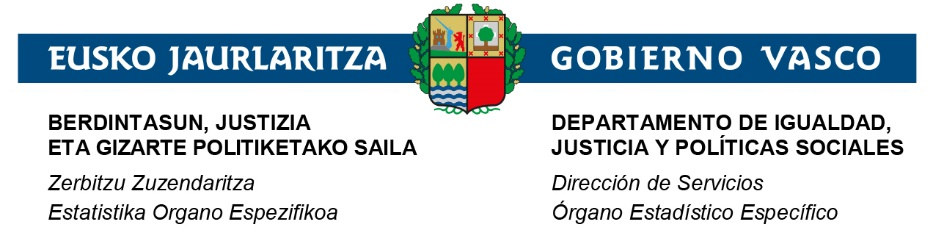 EUSKO JAURLARITZA
GOBIERNO VASCO
BERDINTASUN, JUSTIZIA
ETA GIZARTE POLITIKETAKO SAILA
Zerbitzu Zuzendaritza
Estatistika Organo Espezifikoa
DEPARTAMENTO DE IGUALDAD,
JUSTICIA Y POLÍTICAS SOCIALES
Dirección de Servicios
Órgano Estadístico Específico